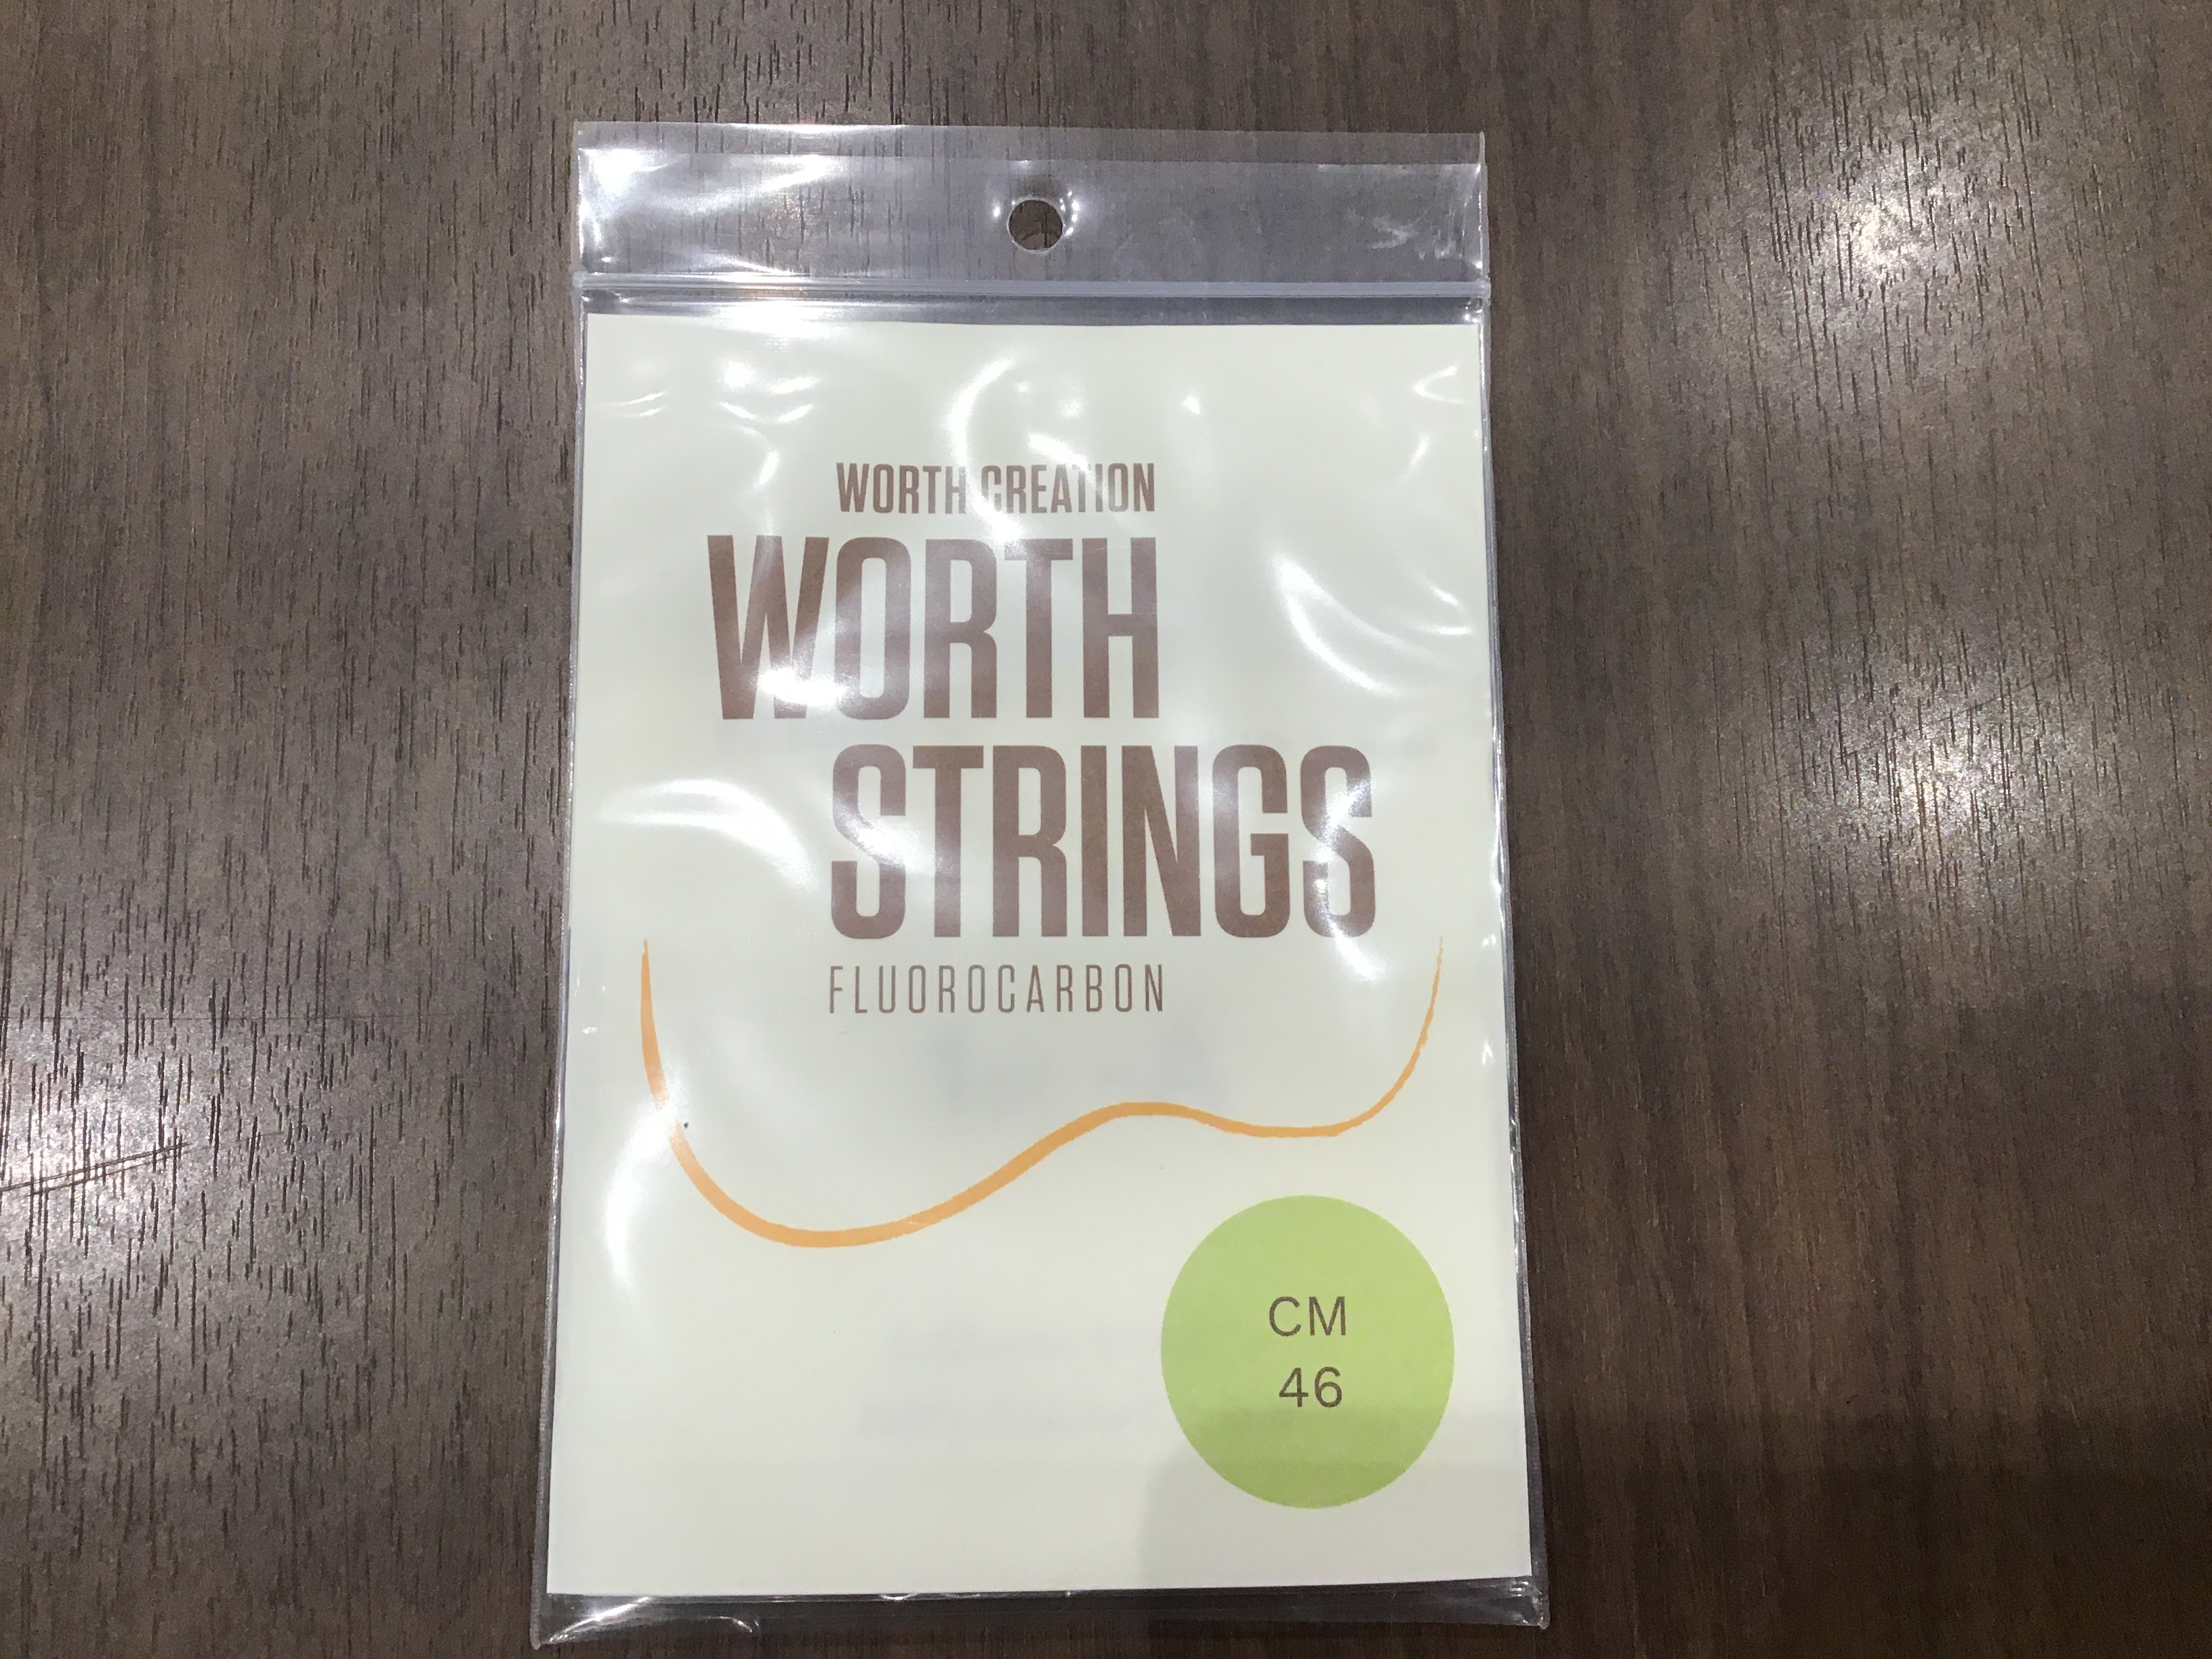 WORTH CREATION
WORTH
STRINGS
FLUOROCARBON
CM
46